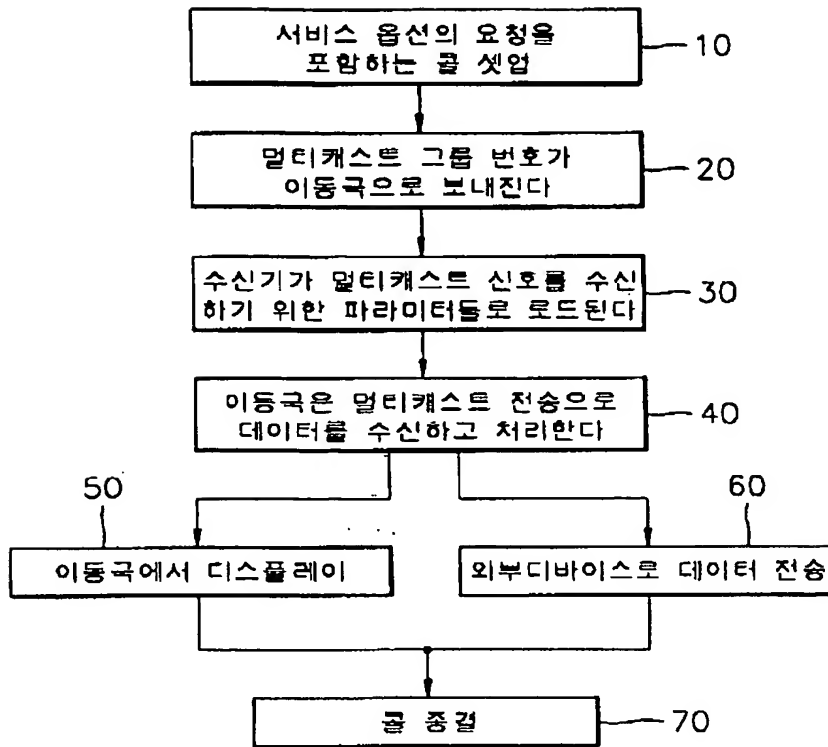 서비스 옵션의 요청을
포함하는 콜 셋업
10
멀티캐스트 그룹 번호가
이동국으로 보내진다
20
수신기가 멀티캐스트 신호를 수신
하기 위한 파라미터들로 로드된다
30
이동국은 멀티캐스트 전송으로
데이터를 수신하고 처리한다
40
50
이동국에서 디스플레이
60
외부디바이스로 데이터 전송
콜 종결
70